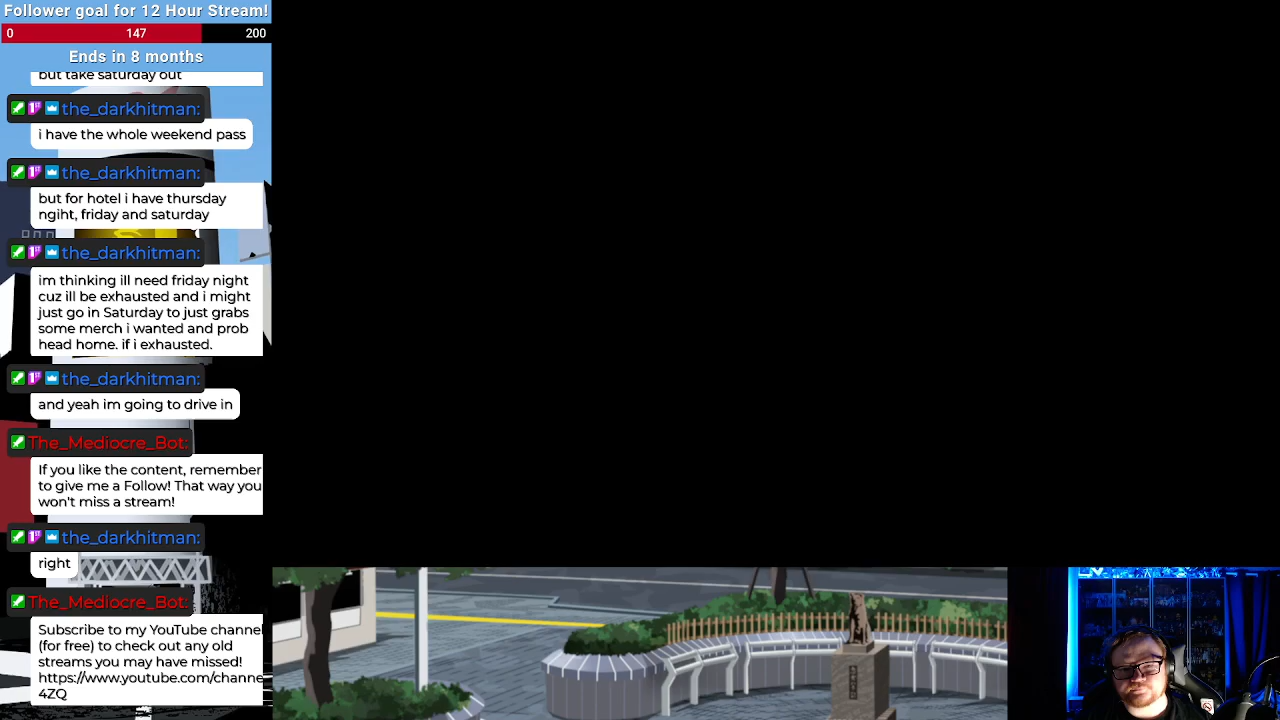 Follower goal for 12 Hour Stream!
0 147 200
Ends in 8 months
but take saturday out
the_darkhitman:
i have the whole weekend pass
the_darkhitman:
but for hotel i have thursday
ngiht, friday and saturday
the_darkhitman:
im thinking ill need friday night
cuz ill be exhausted and i might
just go in Saturday to just grabs
some merch i wanted and prob
head home. if i exhausted.
the_darkhitman:
and yeah im going to drive in
The_Mediocre_Bot:
If you like the content, remember
to give me a Follow! That way you
won't miss a stream!
the_darkhitman:
right
The_Mediocre_Bot:
Subscribe to my YouTube channel
(for free) to check out any old
streams you may have missed!
https://www.youtube.com/channe
4ZQ